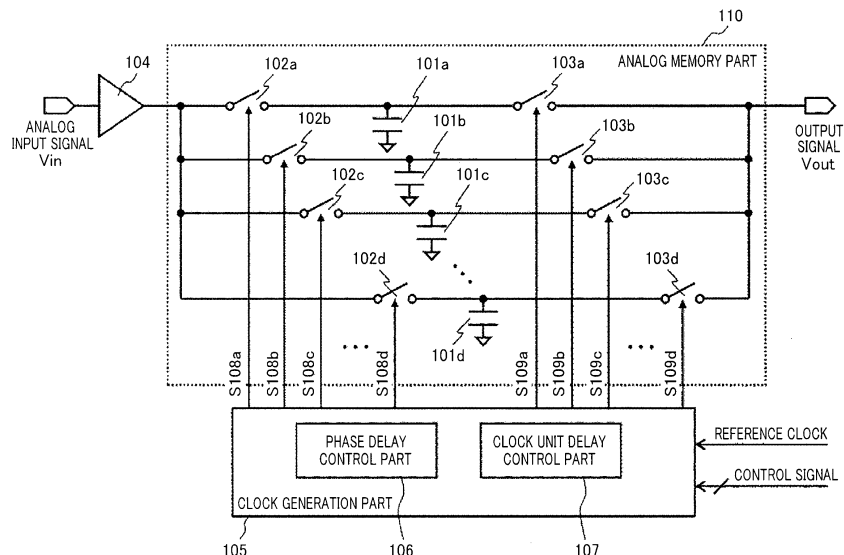 110
104
102a
101a
103a
ANALOG MEMORY PART
ANALOG
INPUT SIGNAL
Vin
OUTPUT
SIGNAL
Vout
102b
101b
103b
102c
101c
103c
102d
101d
103d
S108a
S108b
S108c
S108d
S109a
S109b
S109c
S109d
PHASE DELAY
CONTROL PART
CLOCK UNIT DELAY
CONTROL PART
REFERENCE CLOCK
CONTROL SIGNAL
CLOCK GENERATION PART
105
106
107